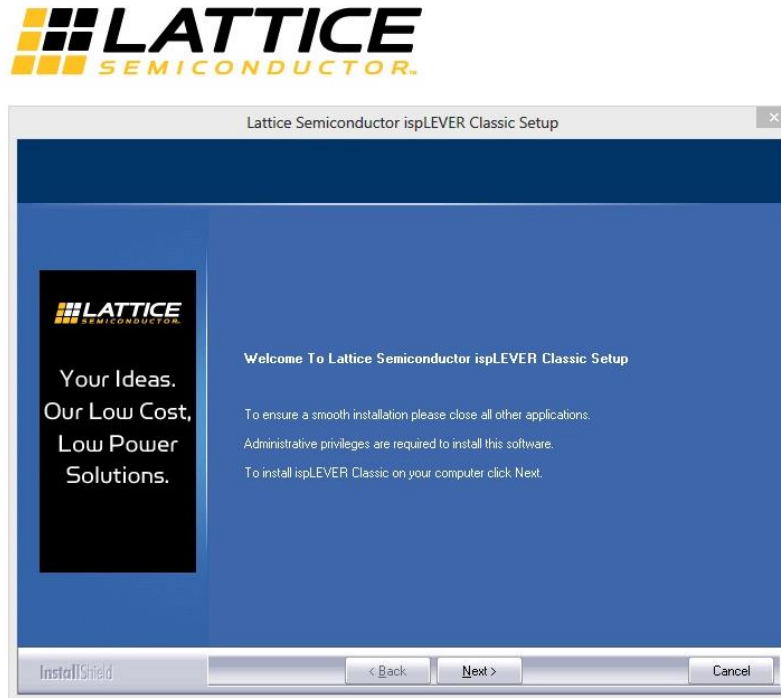 LATTICE
SEMICONDUCTOR™
Lattice Semiconductor ispLEVER Classic Setup
LATTICE
SEMICONDUCTOR.
Your Ideas.
Our Low Cost,
Low Power
Solutions.
Welcome To Lattice Semiconductor ispLEVER Classic Setup
To ensure a smooth installation please close all other applications.
Administrative privileges are required to install this software.
To install ispLEVER Classic on your computer click Next.
InstallShield
< Back
Next >
Cancel